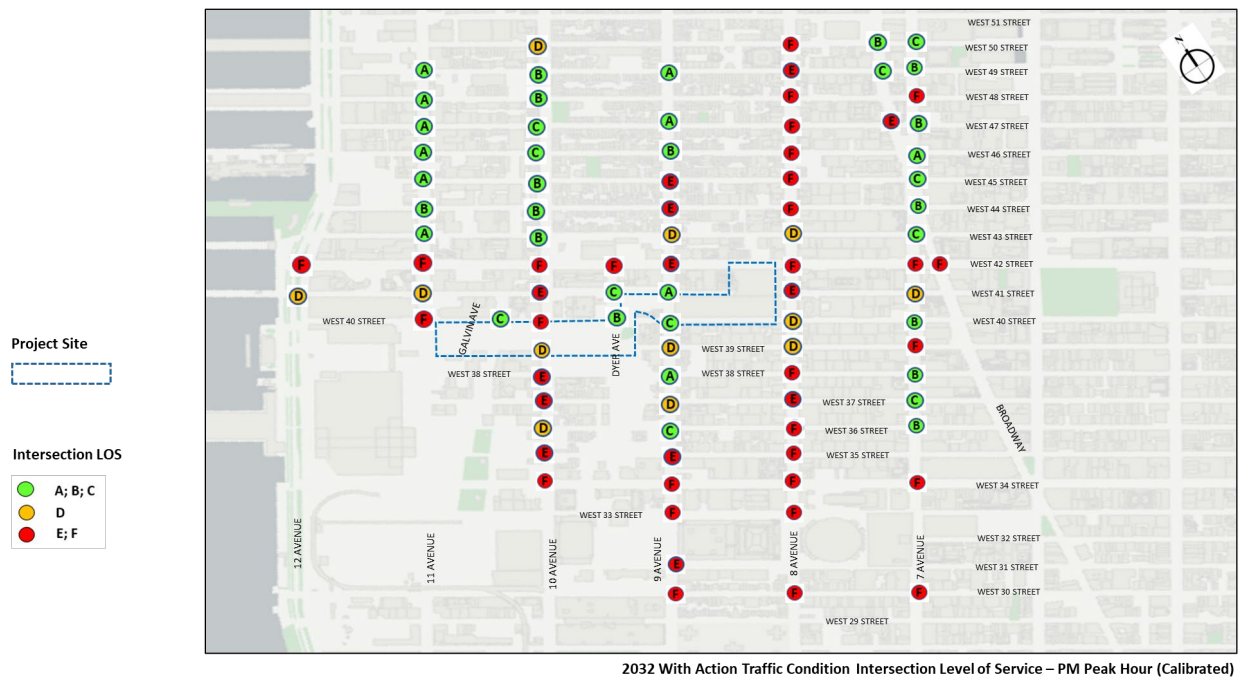 WEST 51 STREET
B C
WEST 50 STREET
D F
A B A E C B
WEST 49 STREET
A B F F
WEST 48 STREET
A C A F E B
WEST 47 STREET
A C B F A
WEST 46 STREET
A B E F C
WEST 45 STREET
B B E F B
WEST 44 STREET
A B D D C
WEST 43 STREET
F F F F E F F F
WEST 42 STREET
D D E C A E D
WEST 41 STREET
WEST 40 STREET
F C F B C D B
WEST 40 STREET
GALVIN AVE
DYER AVE
D D
WEST 39 STREET
D F
WEST 38 STREET
E A
WEST 38 STREET
F B
E D E
WEST 37 STREET
C
D C F
WEST 36 STREET
B
E E F
WEST 35 STREET
F F F F
WEST 34 STREET
WEST 33 STREET
F F
WEST 32 STREET
E
WEST 31 STREET
F F F
WEST 30 STREET
WEST 29 STREET
12 AVENUE
11 AVENUE
10 AVENUE
9 AVENUE
8 AVENUE
7 AVENUE
BROADWAY
N
Project Site
Intersection LOS
A; B; C
D
E; F
2032 With Action Traffic Condition Intersection Level of Service – PM Peak Hour (Calibrated)